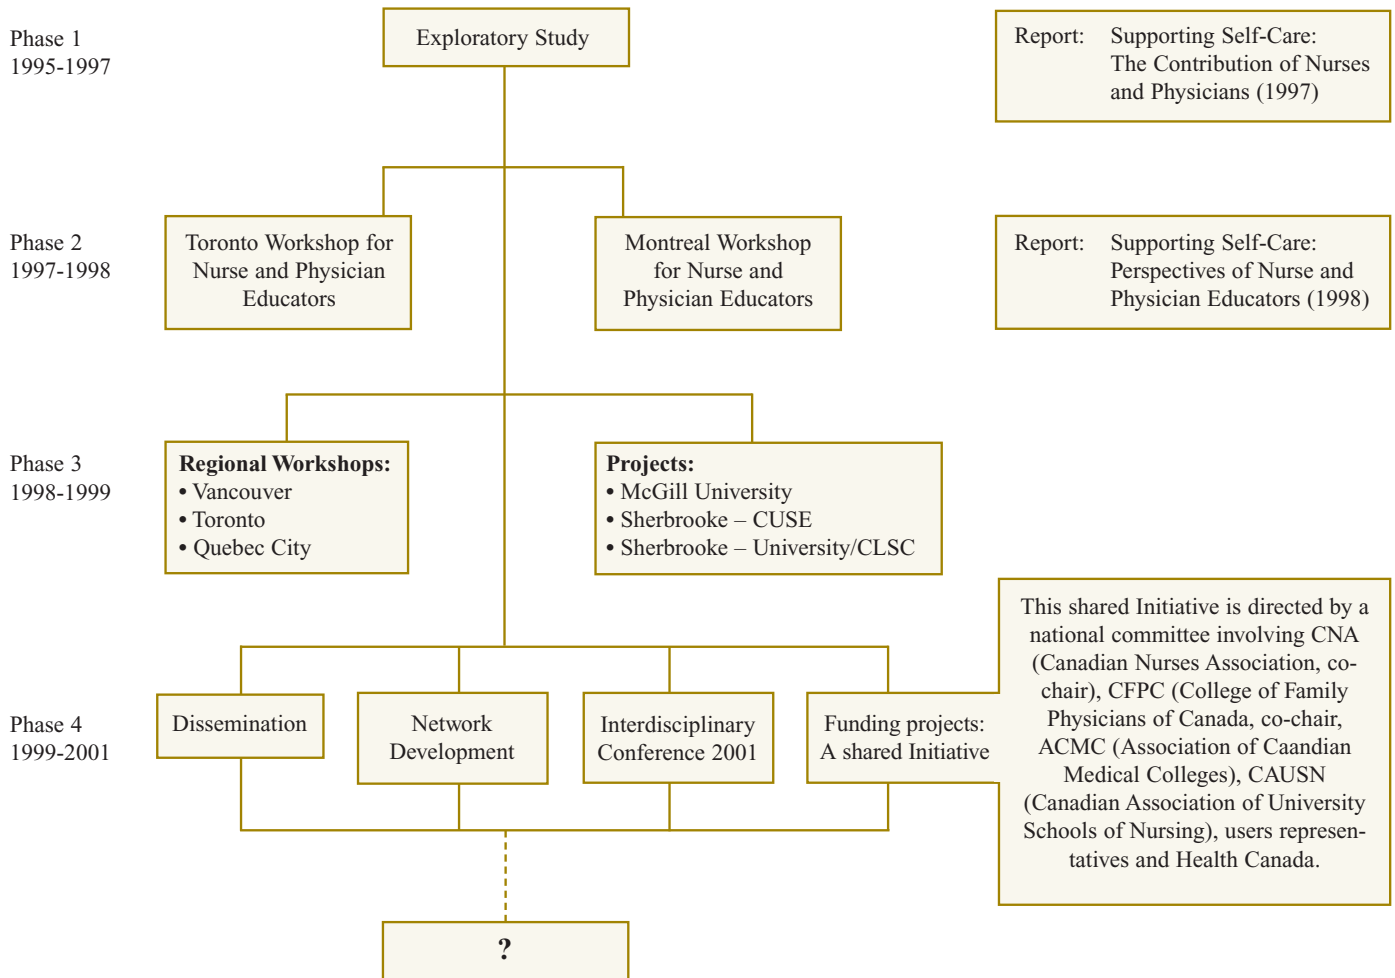 Phase 1
1995-1997
Exploratory Study
Report: Supporting Self-Care:
The Contribution of Nurses
and Physicians (1997)
Phase 2
1997-1998
Toronto Workshop for
Nurse and Physician
Educators
Montreal Workshop
for Nurse and
Physician Educators
Report: Supporting Self-Care:
Perspectives of Nurse and
Physician Educators (1998)
Phase 3
1998-1999
Regional Workshops:
• Vancouver
• Toronto
• Quebec City
Projects:
• McGill University
• Sherbrooke – CUSE
• Sherbrooke – University/CLSC
Phase 4
1999-2001
Dissemination
Network
Development
Interdisciplinary
Conference 2001
Funding projects:
A shared Initiative
This shared Initiative is directed by a
national committee involving CNA
(Canadian Nurses Association, co-
chair), CFPC (College of Family
Physicians of Canada, co-chair,
ACMC (Association of Caandian
Medical Colleges), CAUSN
(Canadian Association of University
Schools of Nursing), users represen-
tatives and Health Canada.
?